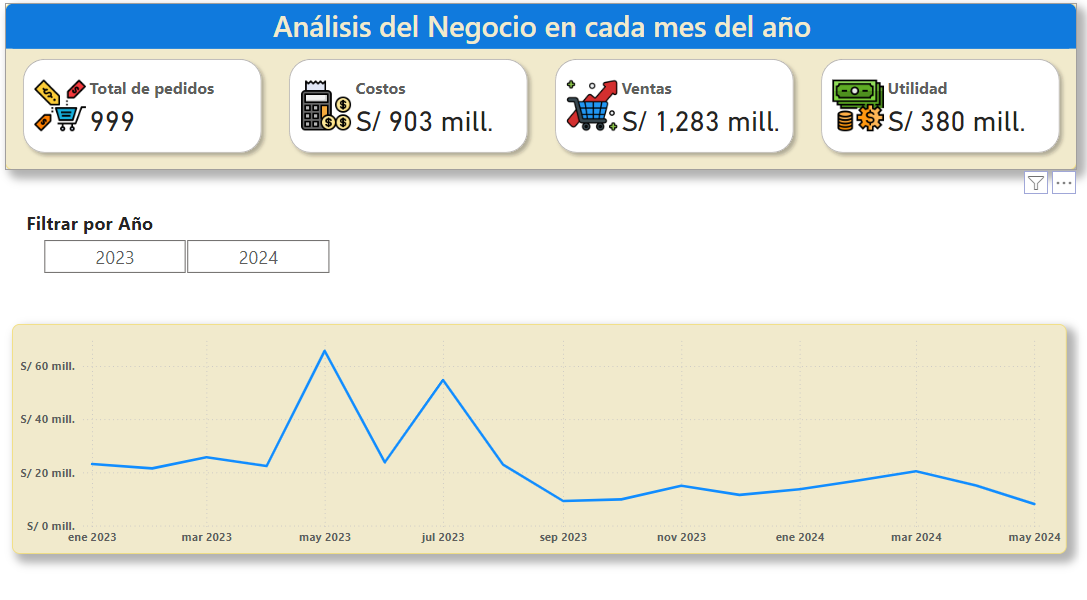 Análisis del Negocio en cada mes del año
Total de pedidos
999
Costos
S/ 903 mill.
Ventas
S/ 1,283 mill.
Utilidad
S/ 380 mill.
Filtrar por Año
2023
2024
S/ 60 mill.
S/ 40 mill.
S/ 20 mill.
S/ 0 mill.
ene 2023
mar 2023
may 2023
jul 2023
sep 2023
nov 2023
ene 2024
mar 2024
may 2024